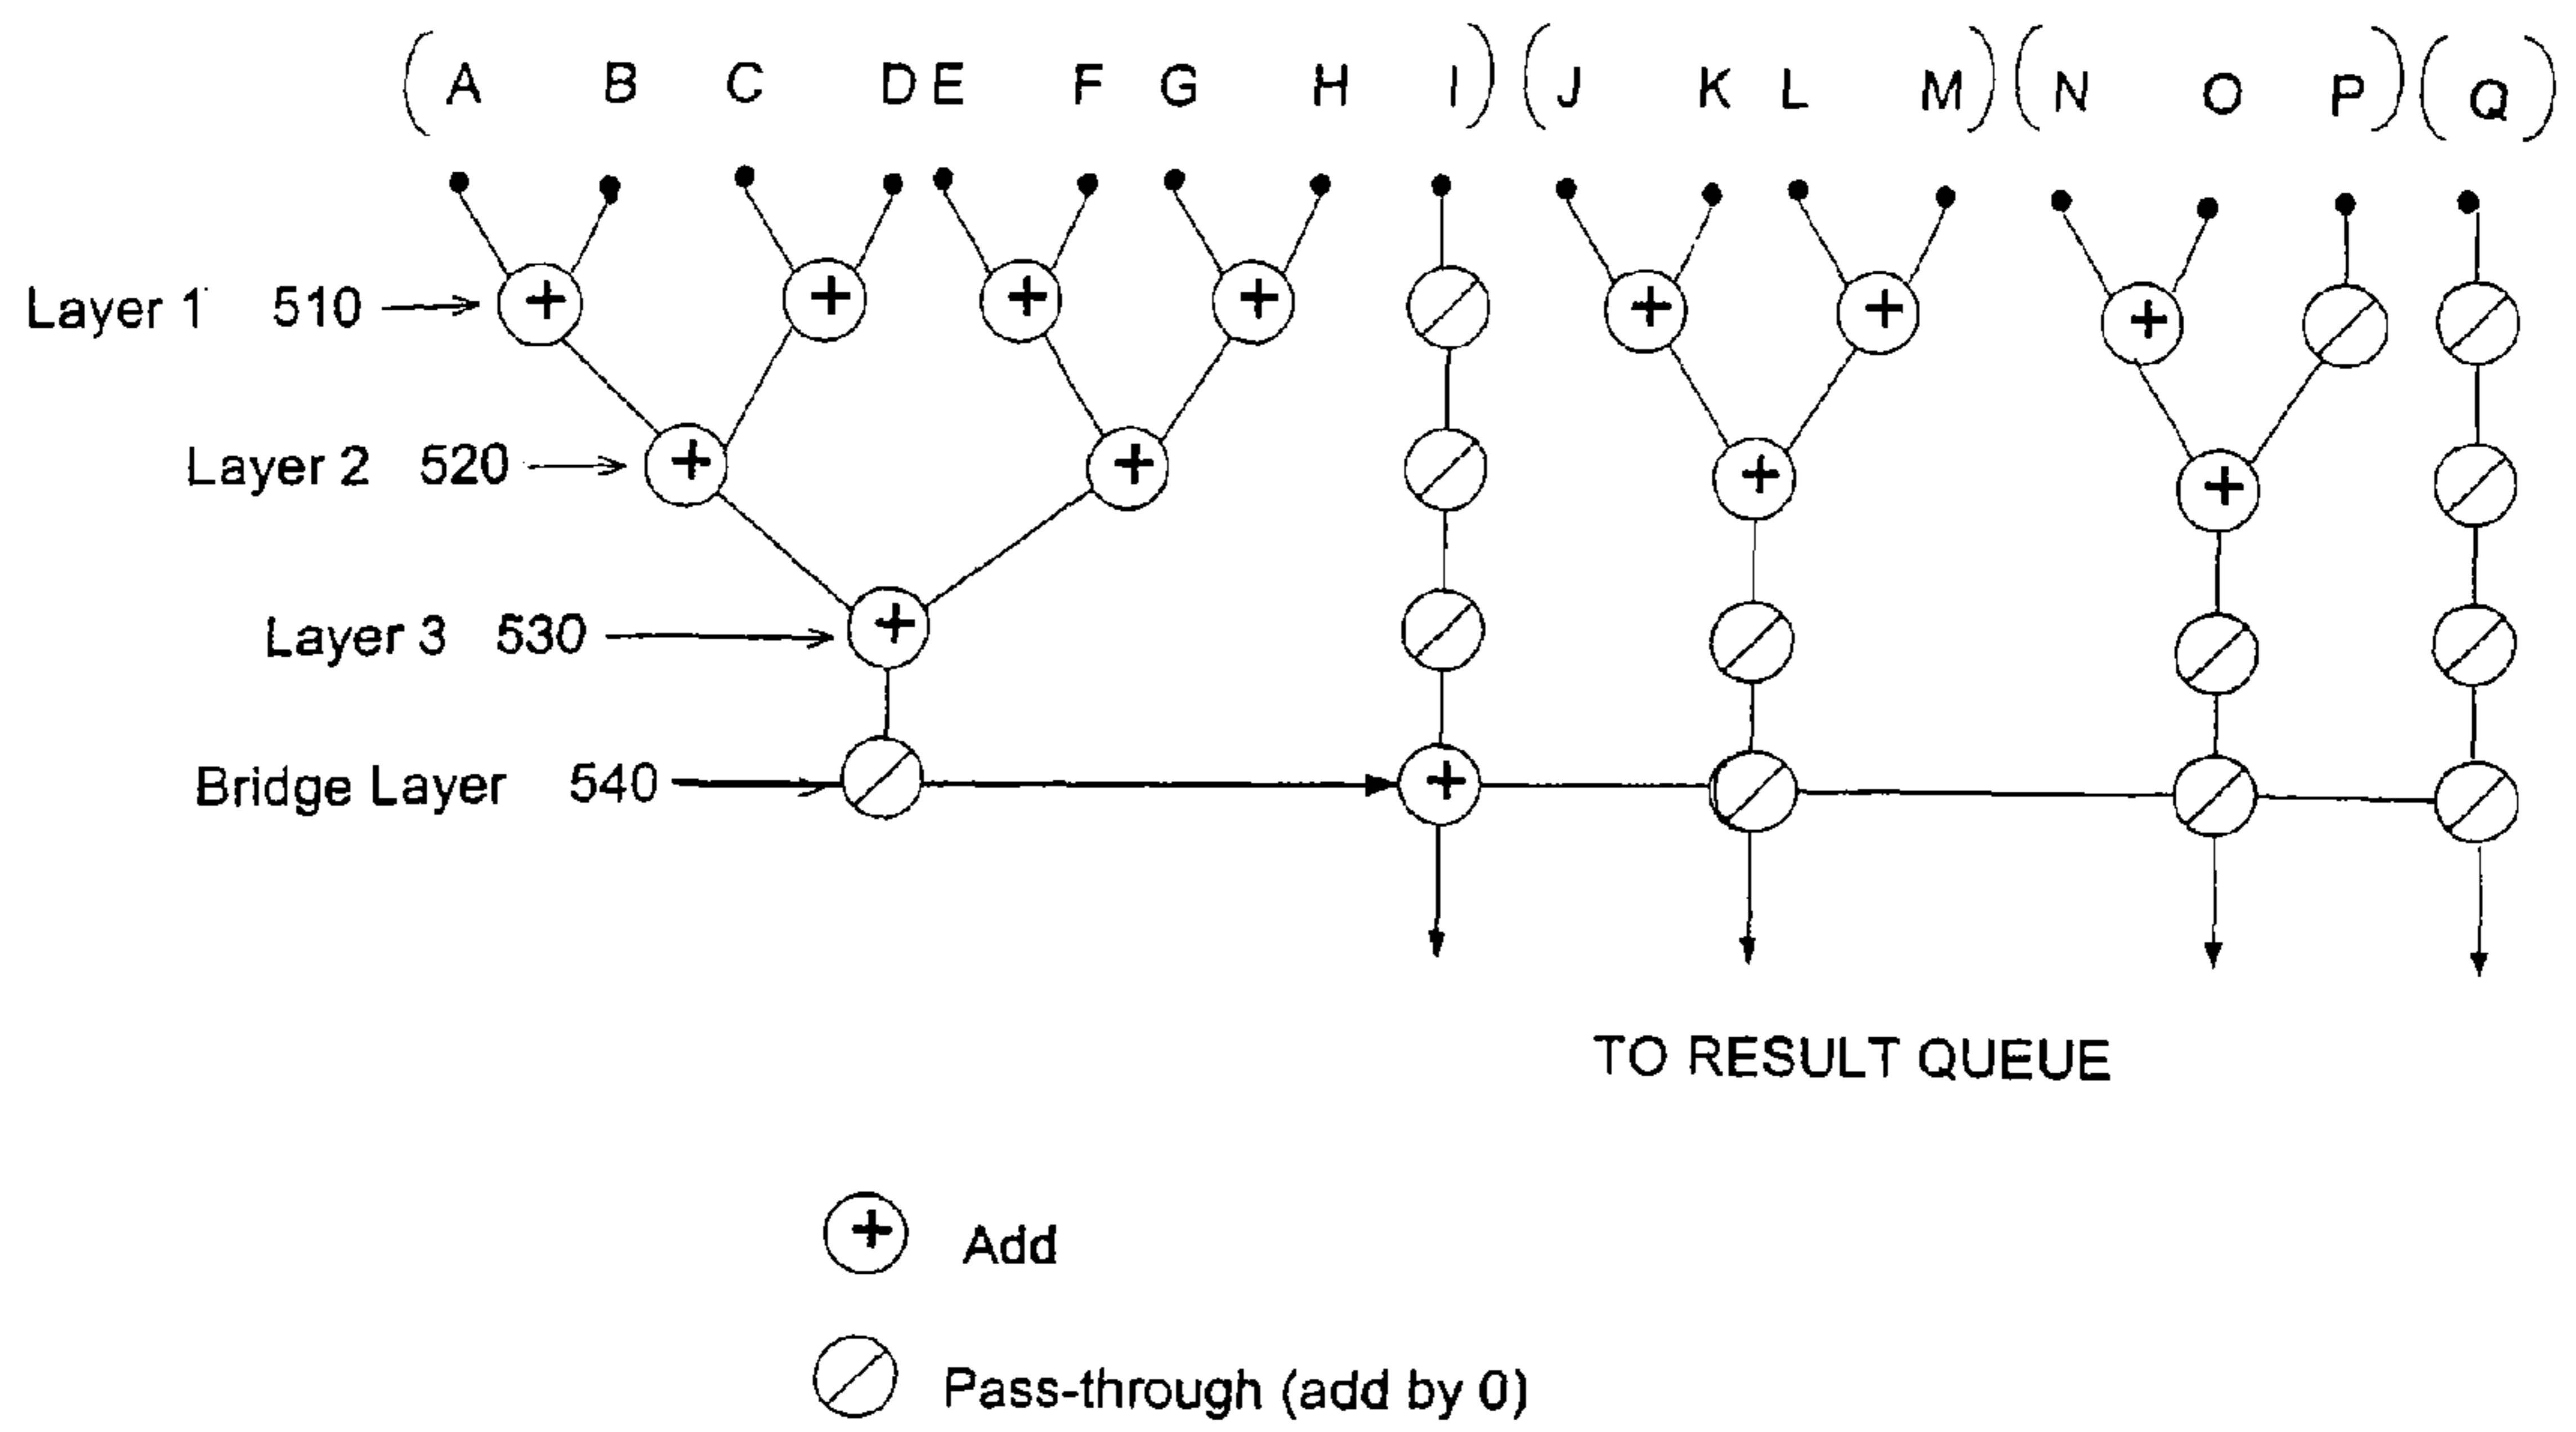 (A B C D E F G H I) (J K L M) (N O P) (Q)
Layer 1 510
Layer 2 520
Layer 3 530
Bridge Layer 540
TO RESULT QUEUE
+ Add
Pass-through (add by 0)